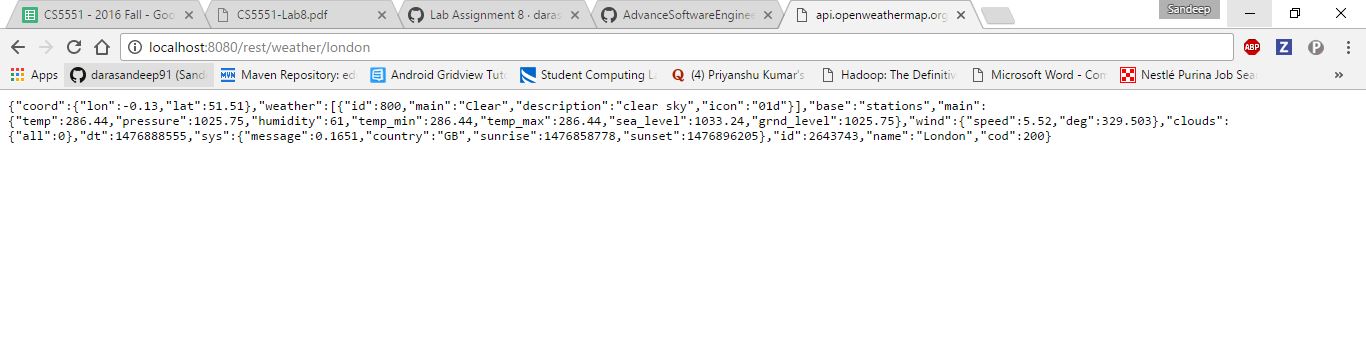 CS5551 - 2016 Fall - Goo
CS5551-Lab8.pdf
Lab Assignment 8 · daras
AdvanceSoftwareEnginee
api.openweathermap.org
Sandeep
localhost:8080/rest/weather/london
ABP
Z
P
Apps
darasandeep91 (Sand
MVN
Maven Repository: ed
Android Gridview Tuto
Student Computing La
Q
(4) Priyanshu Kumar's
Hadoop: The Definitiv
Microsoft Word - Com
Nestlé Purina Job Sear
»
{"coord":{"lon":-0.13,"lat":51.51},"weather":[{"id":800,"main":"Clear","description":"clear sky","icon":"01d"}],"base":"stations","main":
{"temp":286.44,"pressure":1025.75,"humidity":61,"temp_min":286.44,"temp_max":286.44,"sea_level":1033.24,"grnd_level":1025.75},"wind":{"speed":5.52,"deg":329.503},"clouds":
{"all":0},"dt":1476888555,"sys":{"message":0.1651,"country":"GB","sunrise":1476858778,"sunset":1476896205},"id":2643743,"name":"London","cod":200}